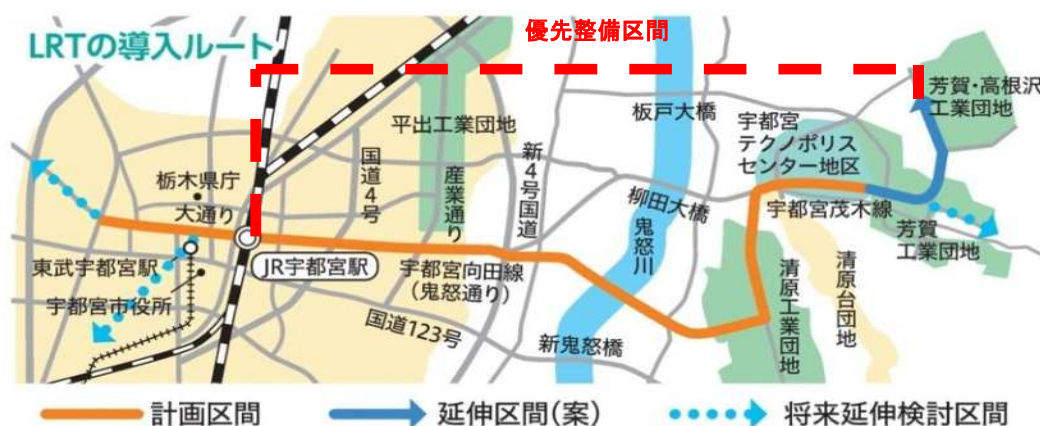 優先整備区間
LRTの導入ルート
芳賀・高根沢
工業団地
板戸大橋
宇都宮
テクノポリス
センター地区
平出工業団地
国道4号
産業通り
新4号国道
栃木県庁
大通り
柳田大橋
鬼怒川
宇都宮茂木線
芳賀
工業団地
東武宇都宮駅
JR宇都宮駅
宇都宮向田線
(鬼怒通り)
清原工業団地
清原台団地
宇都宮市役所
国道123号
新鬼怒橋
計画区間
延伸区間(案)
将来延伸検討区間